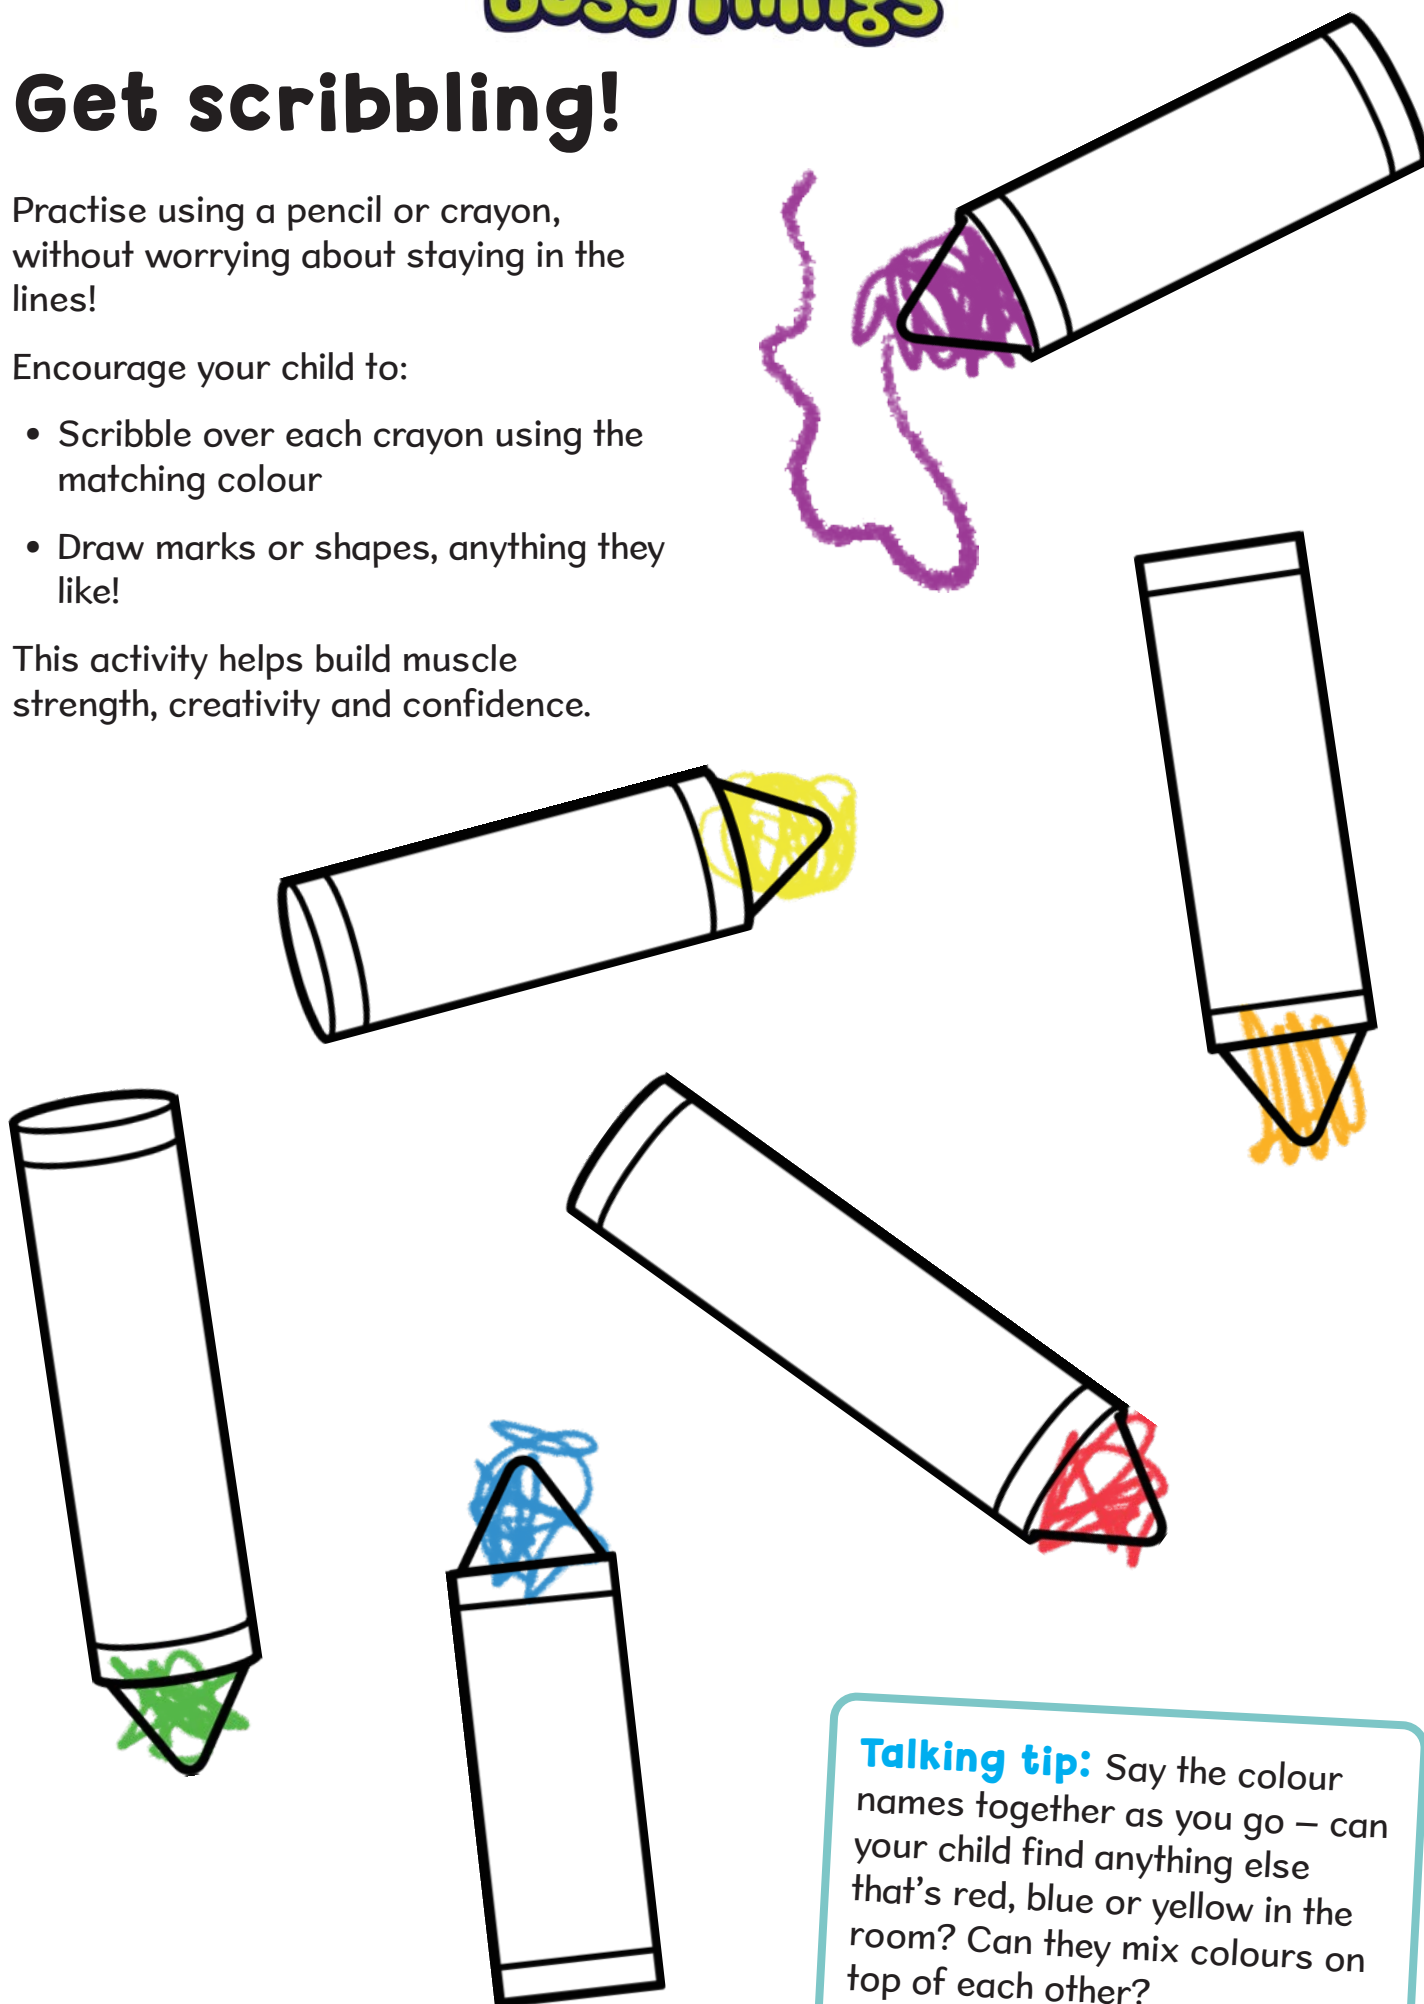 Busy Things
Get scribbling!
Practise using a pencil or crayon,
without worrying about staying in the
lines!
Encourage your child to:
• Scribble over each crayon using the
matching colour
• Draw marks or shapes, anything they
like!
This activity helps build muscle
strength, creativity and confidence.
Talking tip: Say the colour
names together as you go – can
your child find anything else
that's red, blue or yellow in the
room? Can they mix colours on
top of each other?